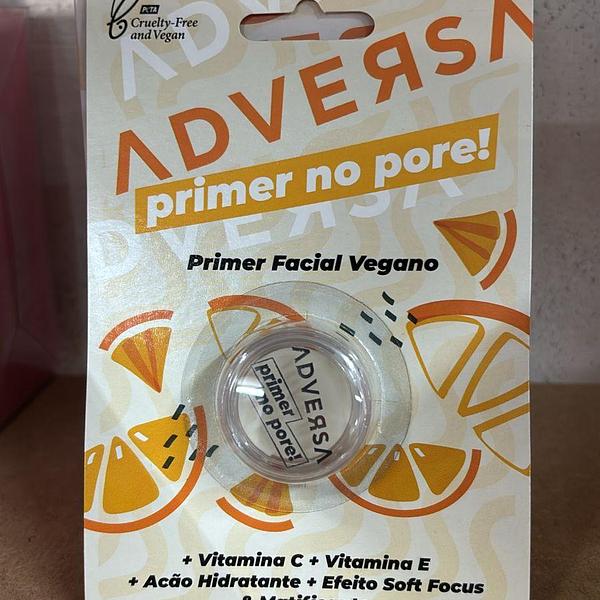 PETA
Cruelty-Free
and Vegan
ADVERSA
primer no pore!
Primer Facial Vegano
ADVERSA
primer
no pore!
+ Vitamina C + Vitamina E
+ Acão Hidratante + Efeito Soft Focus